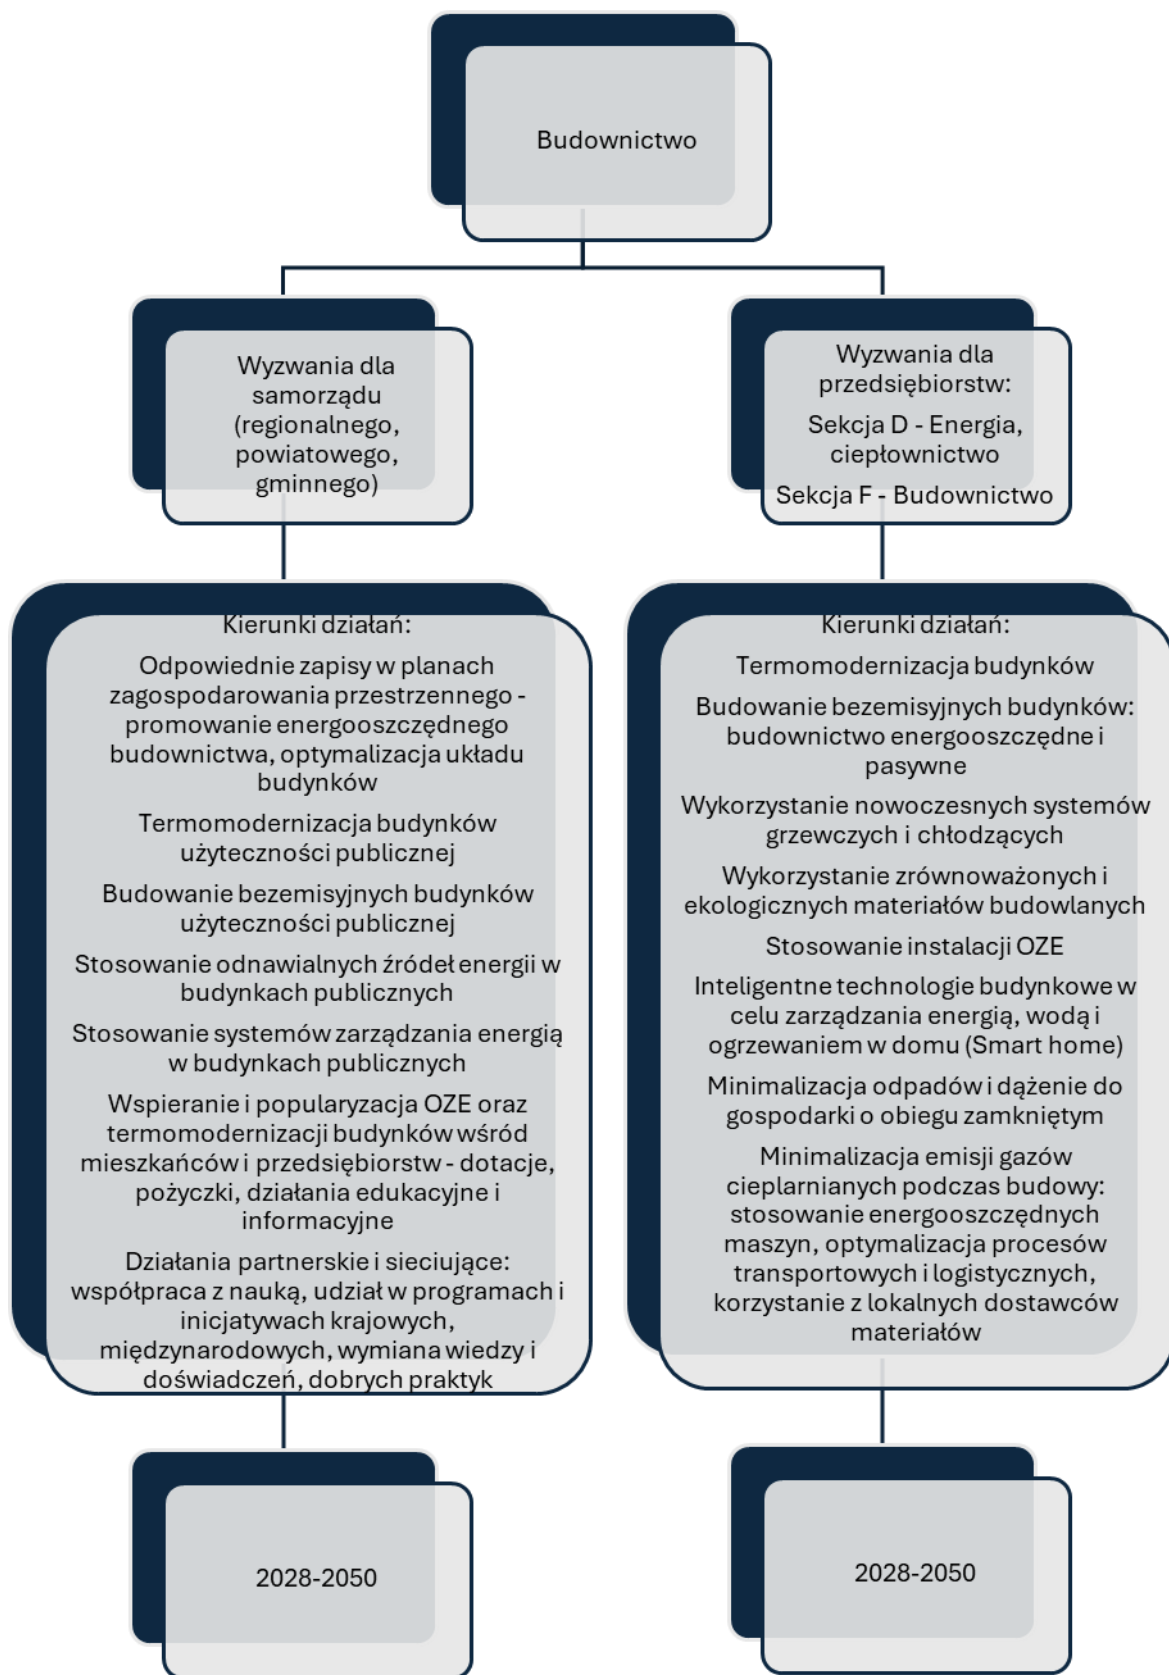 Budownictwo
Wyzwania dla
samorządu
(regionalnego,
powiatowego,
gminnego)
Wyzwania dla
przedsiębiorstw:
Sekcja D - Energia,
ciepłownictwo
Sekcja F - Budownictwo
Kierunki działań:
Odpowiednie zapisy w planach
zagospodarowania przestrzennego -
promowanie energooszczędnego
budownictwa, optymalizacja układu
budynków
Termomodernizacja budynków
użyteczności publicznej
Budowanie bezemisyjnych budynków
użyteczności publicznej
Stosowanie odnawialnych źródeł energii w
budynkach publicznych
Stosowanie systemów zarządzania energią
w budynkach publicznych
Wspieranie i popularyzacja OZE oraz
termomodernizacji budynków wśród
mieszkańców i przedsiębiorstw - dotacje,
pożyczki, działania edukacyjne i
informacyjne
Działania partnerskie i sieciujące:
współpraca z nauką, udział w programach i
inicjatywach krajowych,
międzynarodowych, wymiana wiedzy i
doświadczeń, dobrych praktyk
Kierunki działań:
Termomodernizacja budynków
Budowanie bezemisyjnych budynków:
budownictwo energooszczędne i
pasywne
Wykorzystanie nowoczesnych systemów
grzewczych i chłodzących
Wykorzystanie zrównoważonych i
ekologicznych materiałów budowlanych
Stosowanie instalacji OZE
Inteligentne technologie budynkowe w
celu zarządzania energią, wodą i
ogrzewaniem w domu (Smart home)
Minimalizacja odpadów i dążenie do
gospodarki o obiegu zamkniętym
Minimalizacja emisji gazów
cieplarnianych podczas budowy:
stosowanie energooszczędnych
maszyn, optymalizacja procesów
transportowych i logistycznych,
korzystanie z lokalnych dostawców
materiałów
2028-2050
2028-2050